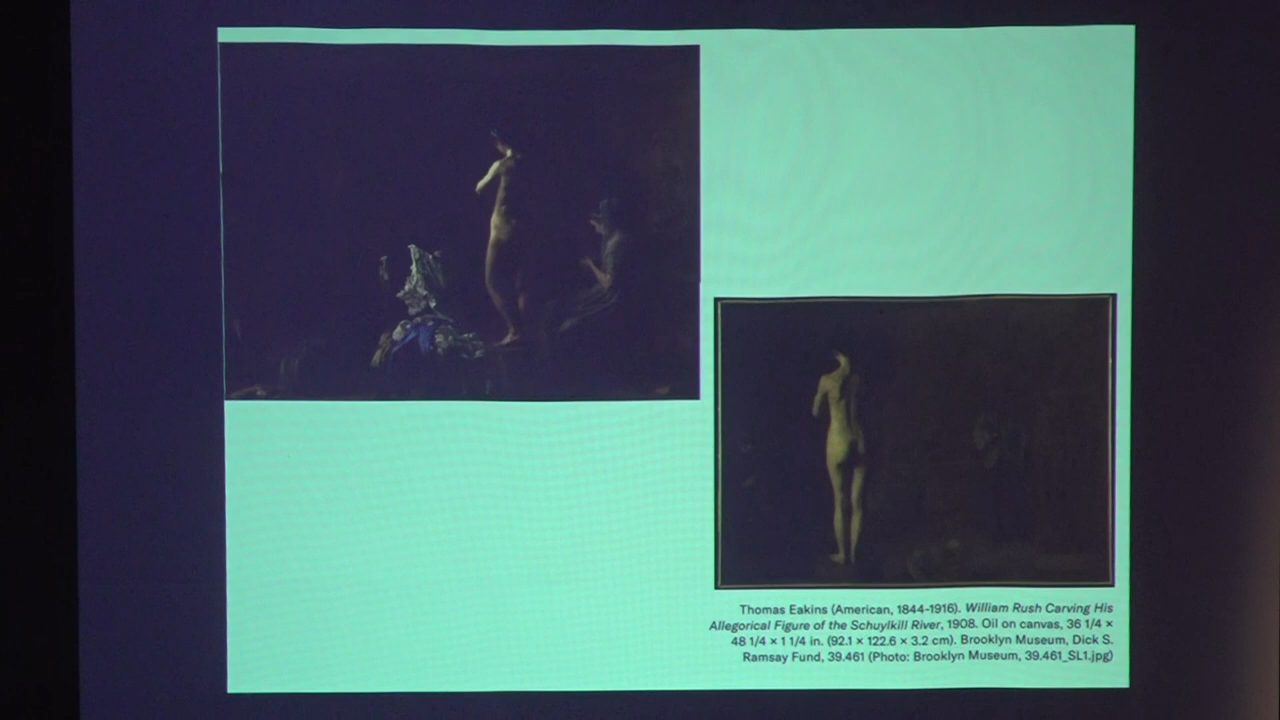 Thomas Eakins (American, 1844-1916). William Rush Carving His
Allegorical Figure of the Schuylkill River, 1908. Oil on canvas, 36 1/4 ×
48 1/4 × 1 1/4 in. (92.1 × 122.6 × 3.2 cm). Brooklyn Museum, Dick S.
Ramsay Fund, 39.461 (Photo: Brooklyn Museum, 39.461_SL1.jpg)